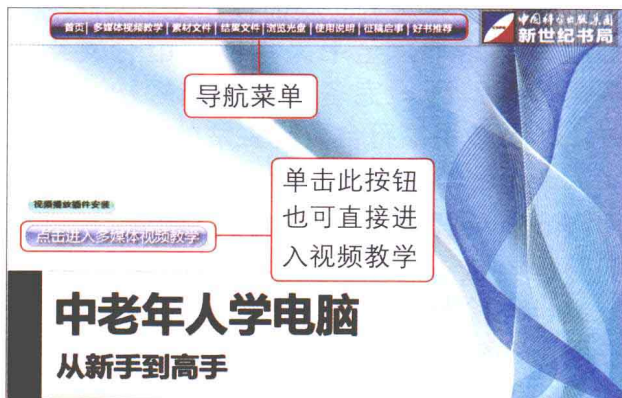 首页 | 多媒体视频教学 | 素材文件 | 结果文件 | 浏览光盘 | 使用说明 | 征稿启事 | 好书推荐
中国科学出版集团
新世纪书局
导航菜单
单击此按钮
也可直接进
入视频教学
视频播放插件安装
点击进入多媒体视频教学
中老年人学电脑
从新手到高手